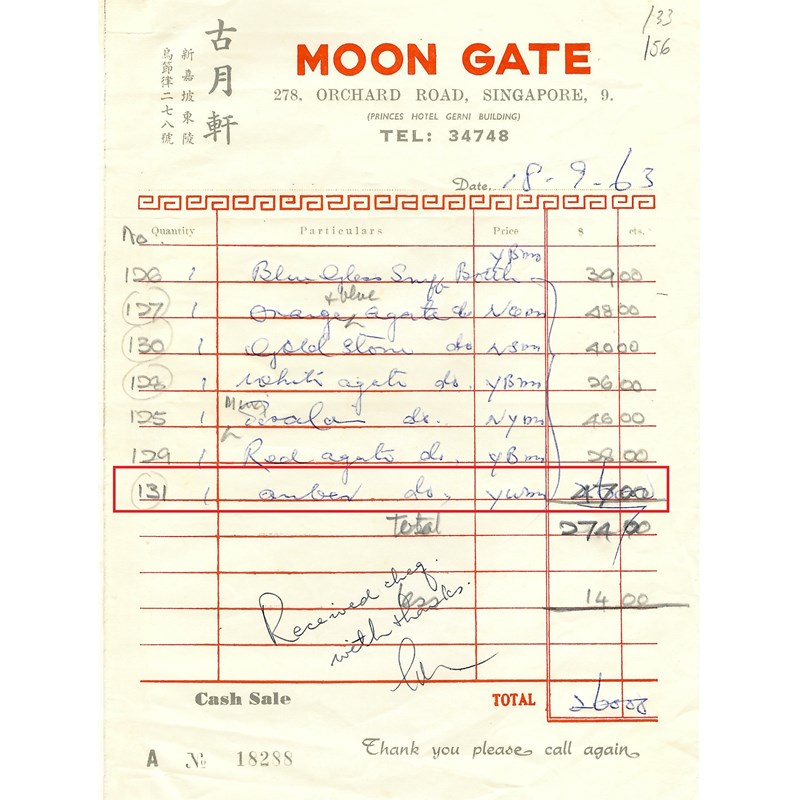 133
156
古月軒
新嘉坡東陵
烏節律二七八號
MOON GATE
278, ORCHARD ROAD, SINGAPORE, 9.
(PRINCES HOTEL GERNI BUILDING)
TEL: 34748
Date, 18-9-63
No. Quantity Particulars Price $ cts.
126 1 Blue Glass Snuff Bottle 39 00
& blue
127 1 Orange agate do 48 00
130 1 Gold Stone do 40 00
128 1 White agate do. 26 00
125 1 do. 46 00
129 1 Red agate do. 28 00
131 1 amber do, 47 00
Total 274 00
less 14 00
Received cheq.
with thanks.
Cash Sale TOTAL 260 00
A № 18288
Thank you please call again